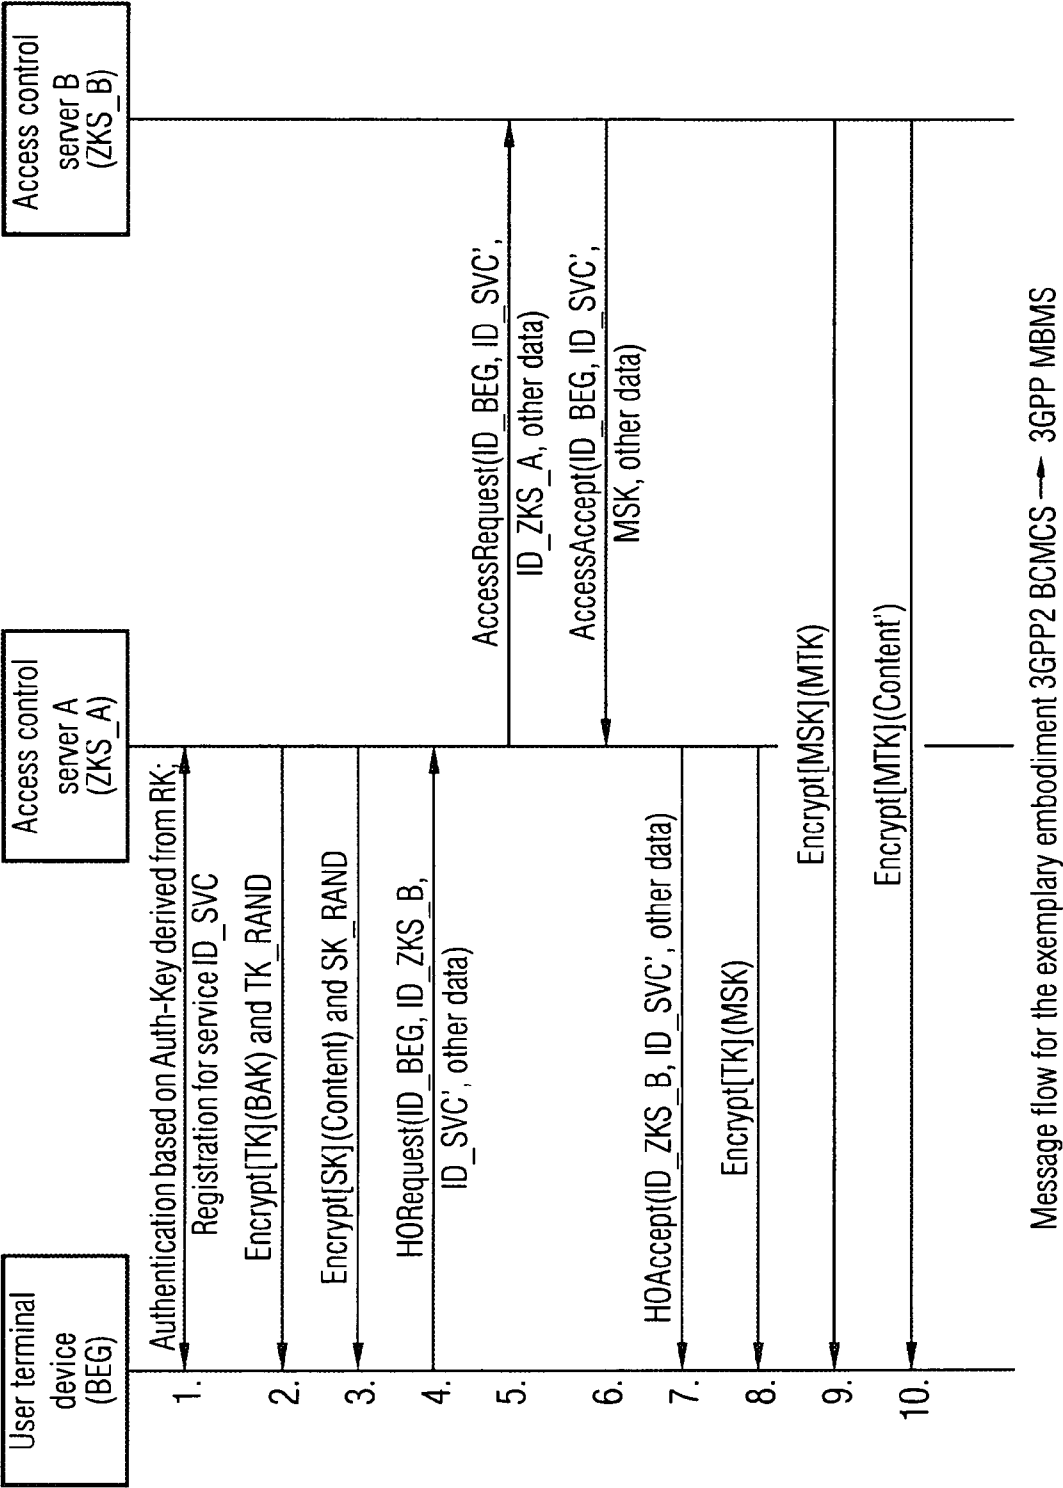 User terminal
device
(BEG)
Access control
server A
(ZKS_A)
Access control
server B
(ZKS_B)
1.
Authentication based on Auth-Key derived from RK;
Registration for service ID_SVC
2.
Encrypt[TK](BAK) and TK_RAND
3.
Encrypt[SK](Content) and SK_RAND
4.
HORequest(ID_BEG, ID_ZKS_B,
ID_SVC', other data)
5.
AccessRequest(ID_BEG, ID_SVC',
ID_ZKS_A, other data)
6.
AccessAccept(ID_BEG, ID_SVC',
MSK, other data)
7.
HOAccept(ID_ZKS_B, ID_SVC', other data)
8.
Encrypt[TK](MSK)
9.
Encrypt[MSK](MTK)
10.
Encrypt[MTK](Content')
Message flow for the exemplary embodiment 3GPP2 BCMCS → 3GPP MBMS